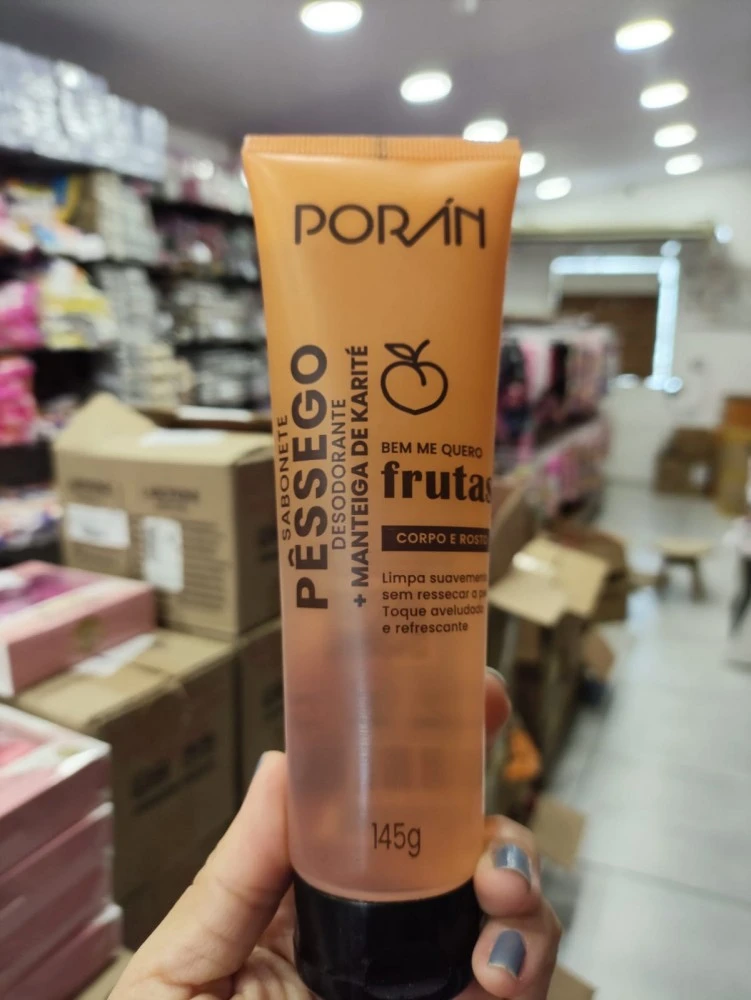 PORÁN
SABONETE
PÊSSEGO
DESODORANTE
+ MANTEIGA DE KARITÉ
BEM ME QUERO
frutas
CORPO E ROSTO
Limpa suavemente
sem ressecar a
Toque aveludado
e refrescante
145g